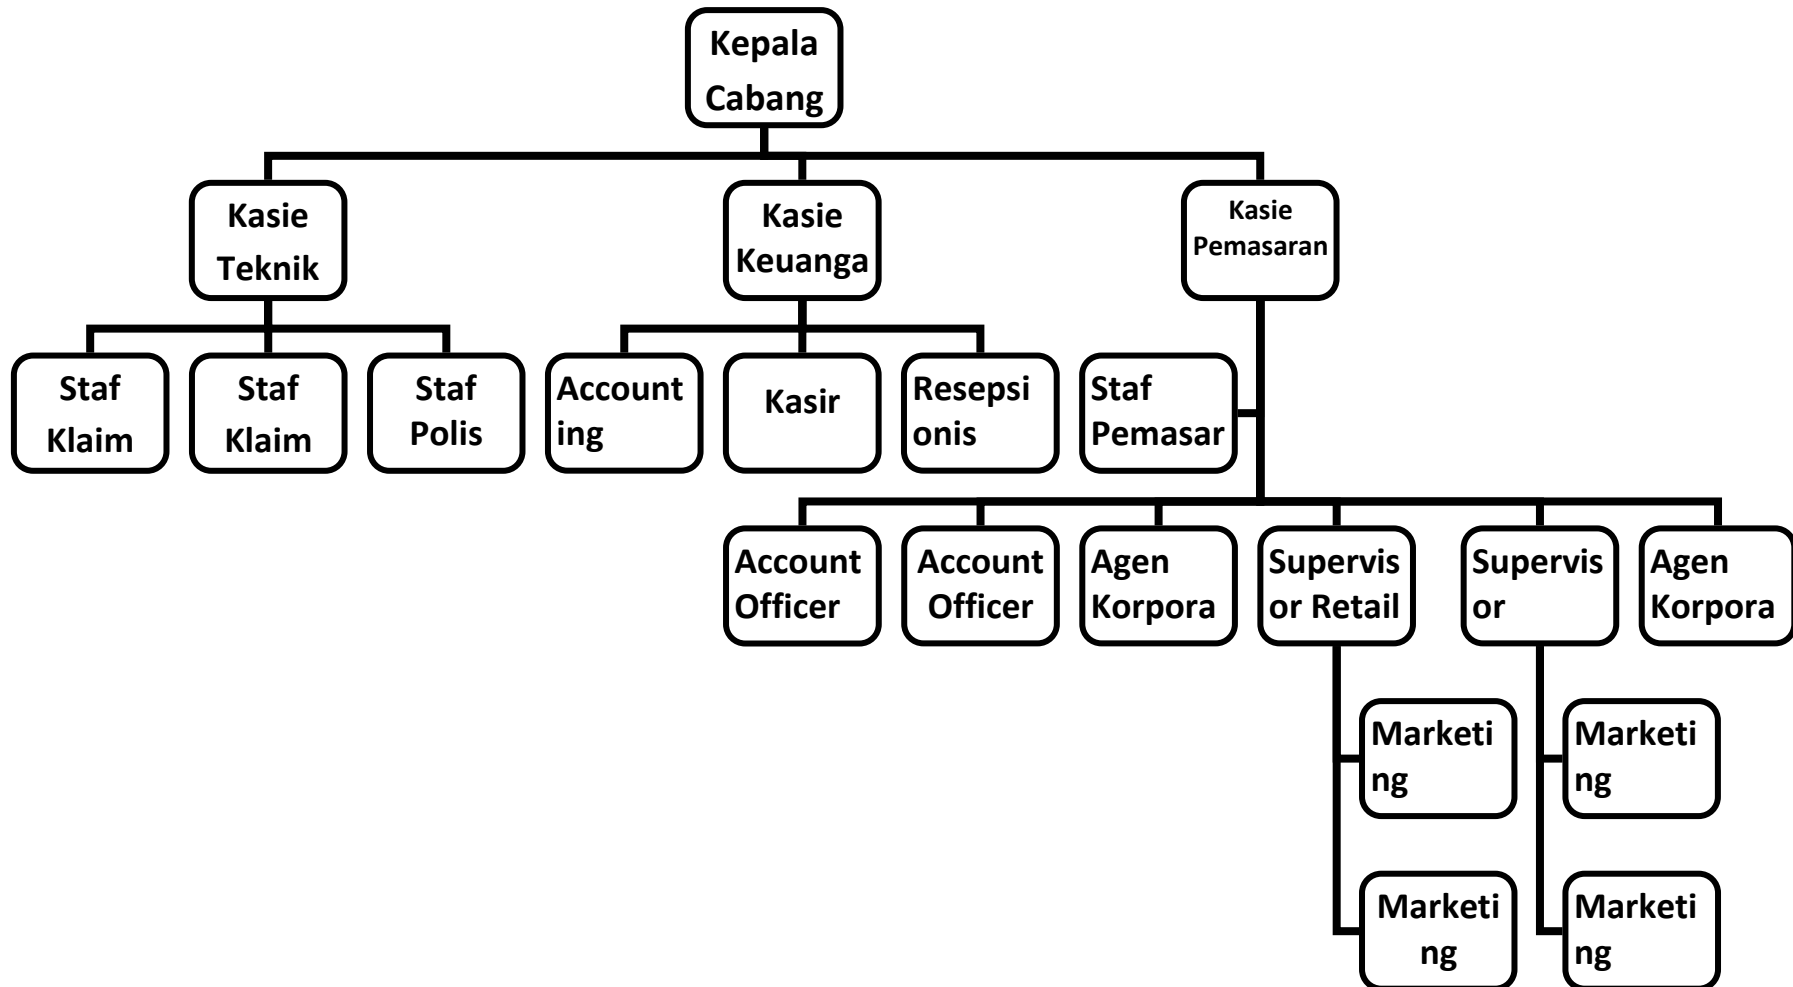 Kepala
Cabang
Kasie
Teknik
Kasie
Keuanga
Kasie
Pemasaran
Staf
Klaim
Staf
Klaim
Staf
Polis
Account
ing
Kasir
Resepsi
onis
Staf
Pemasar
Account
Officer
Account
Officer
Agen
Korpora
Supervis
or Retail
Supervis
or
Agen
Korpora
Marketi
ng
Marketi
ng
Marketi
ng
Marketi
ng